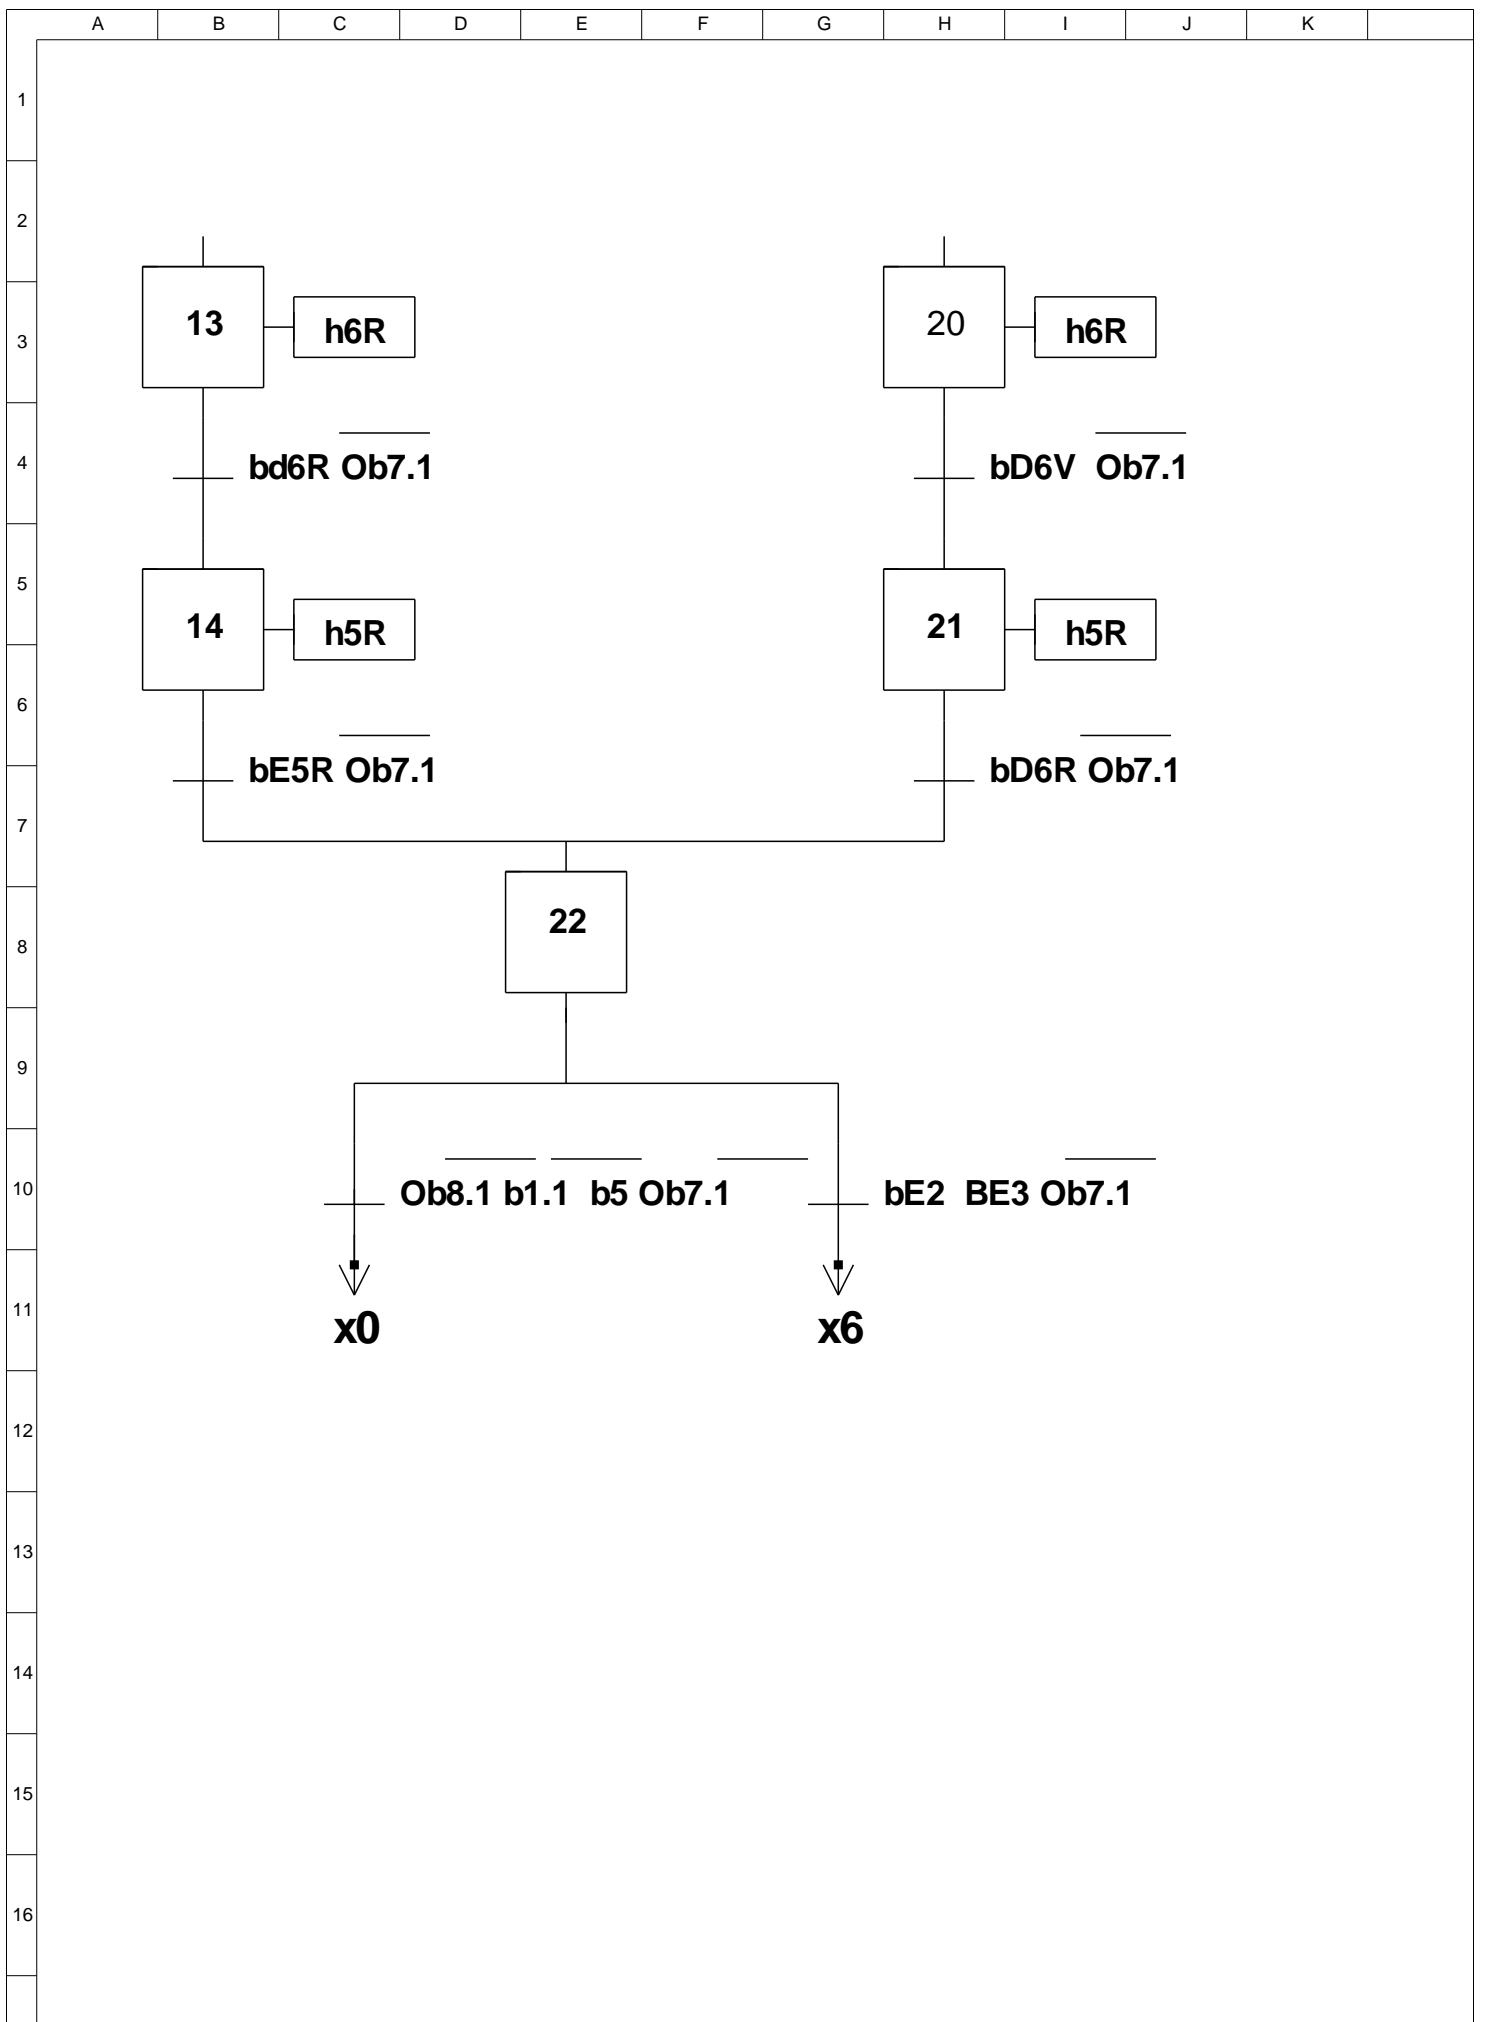 A B C D E F G H I J K
1
2
13 h6R 20 h6R
3
bd6R Ob7.1 bD6V Ob7.1
4
5
14 h5R 21 h5R
6
bE5R Ob7.1 bD6R Ob7.1
7
22
8
9
10 Ob8.1 b1.1 b5 Ob7.1 bE2 BE3 Ob7.1
11
x0 x6
12
13
14
15
16